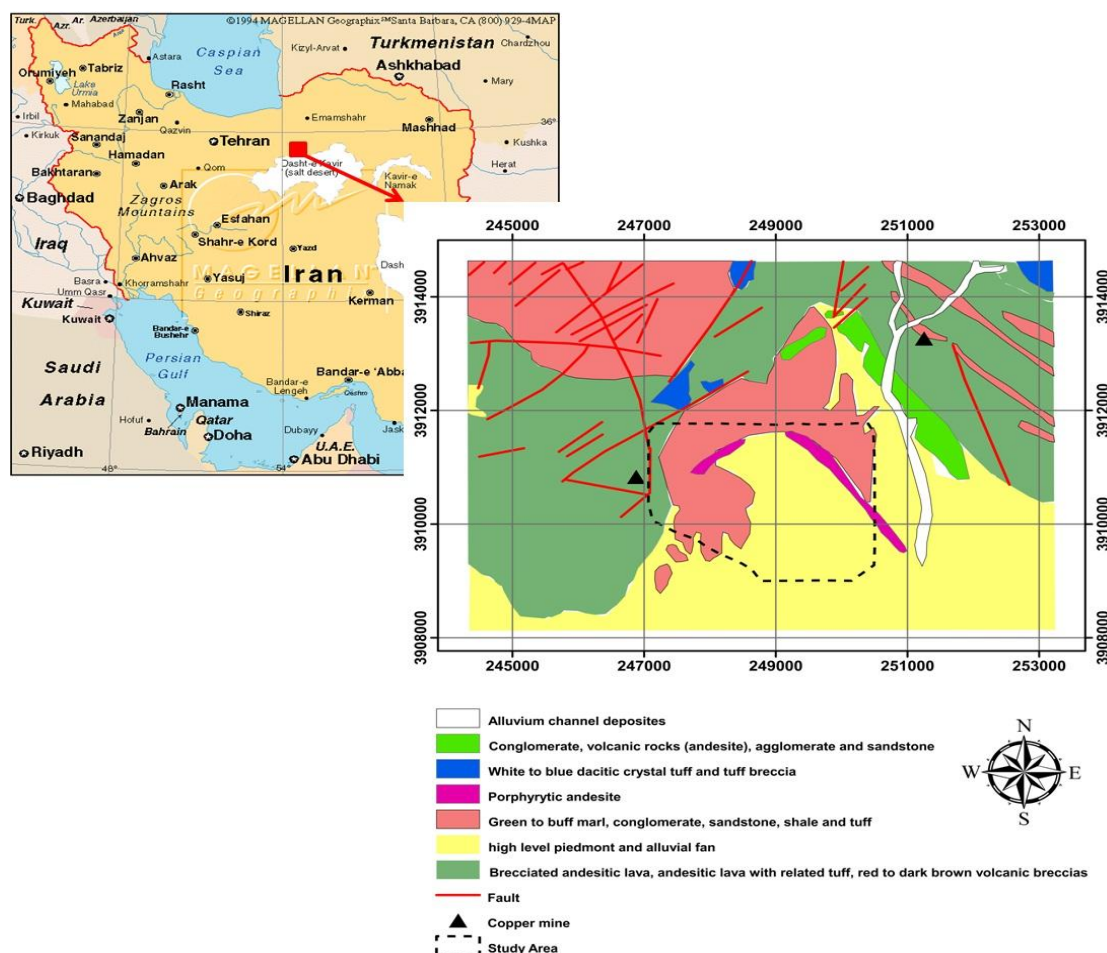 Turk.
Azr.
Ar.
Azerbaijan
©1994 MAGELLAN Geographix℠Santa Barbara, CA (800) 929-4MAP
Caspian
Sea
Kizyl-Arvat
Turkmenistan
Chardzhou
Ashkhabad
Astara
Orumiyeh
Tabriz
Lake
Urmia
Mahabad
Rasht
Mary
Irbil
Zanjan
Qazvin
Emamshahr
Mashhad
36°
Kirkuk
Sanandaj
Tehran
Kushka
Hamadan
Qom
Dasht-e Kavir
(salt desert)
Herat
Bakhtaran
Arak
Kavir-e
Namak
Baghdad
Zagros
Mountains
Esfahan
Iraq
Shahr-e Kord
Yazd
Ahvaz
Iran
Dash
MAGELLAN
Geographix
Basra
Umm Qasr
Khorramshahr
Yasuj
Kerman
Kuwait
Kuwait
Shiraz
Bandar-e
Bushehr
Saudi
Arabia
Persian
Gulf
Bandar-e
Lengeh
Bandar-e 'Abba
Qeshm
Manama
Hofuf
Bahrain
Qatar
Doha
Dubayy
U.A.E.
Jask
Riyadh
48°
54°
Abu Dhabi
245000 247000 249000 251000 253000
3914000 3914000
3912000 3912000
3910000 3910000
3908000 3908000
245000 247000 249000 251000 253000
Alluvium channel deposites
Conglomerate, volcanic rocks (andesite), agglomerate and sandstone
White to blue dacitic crystal tuff and tuff breccia
Porphyrytic andesite
Green to buff marl, conglomerate, sandstone, shale and tuff
high level piedmont and alluvial fan
Brecciated andesitic lava, andesitic lava with related tuff, red to dark brown volcanic breccias
Fault
Copper mine
Study Area
N
W E
S